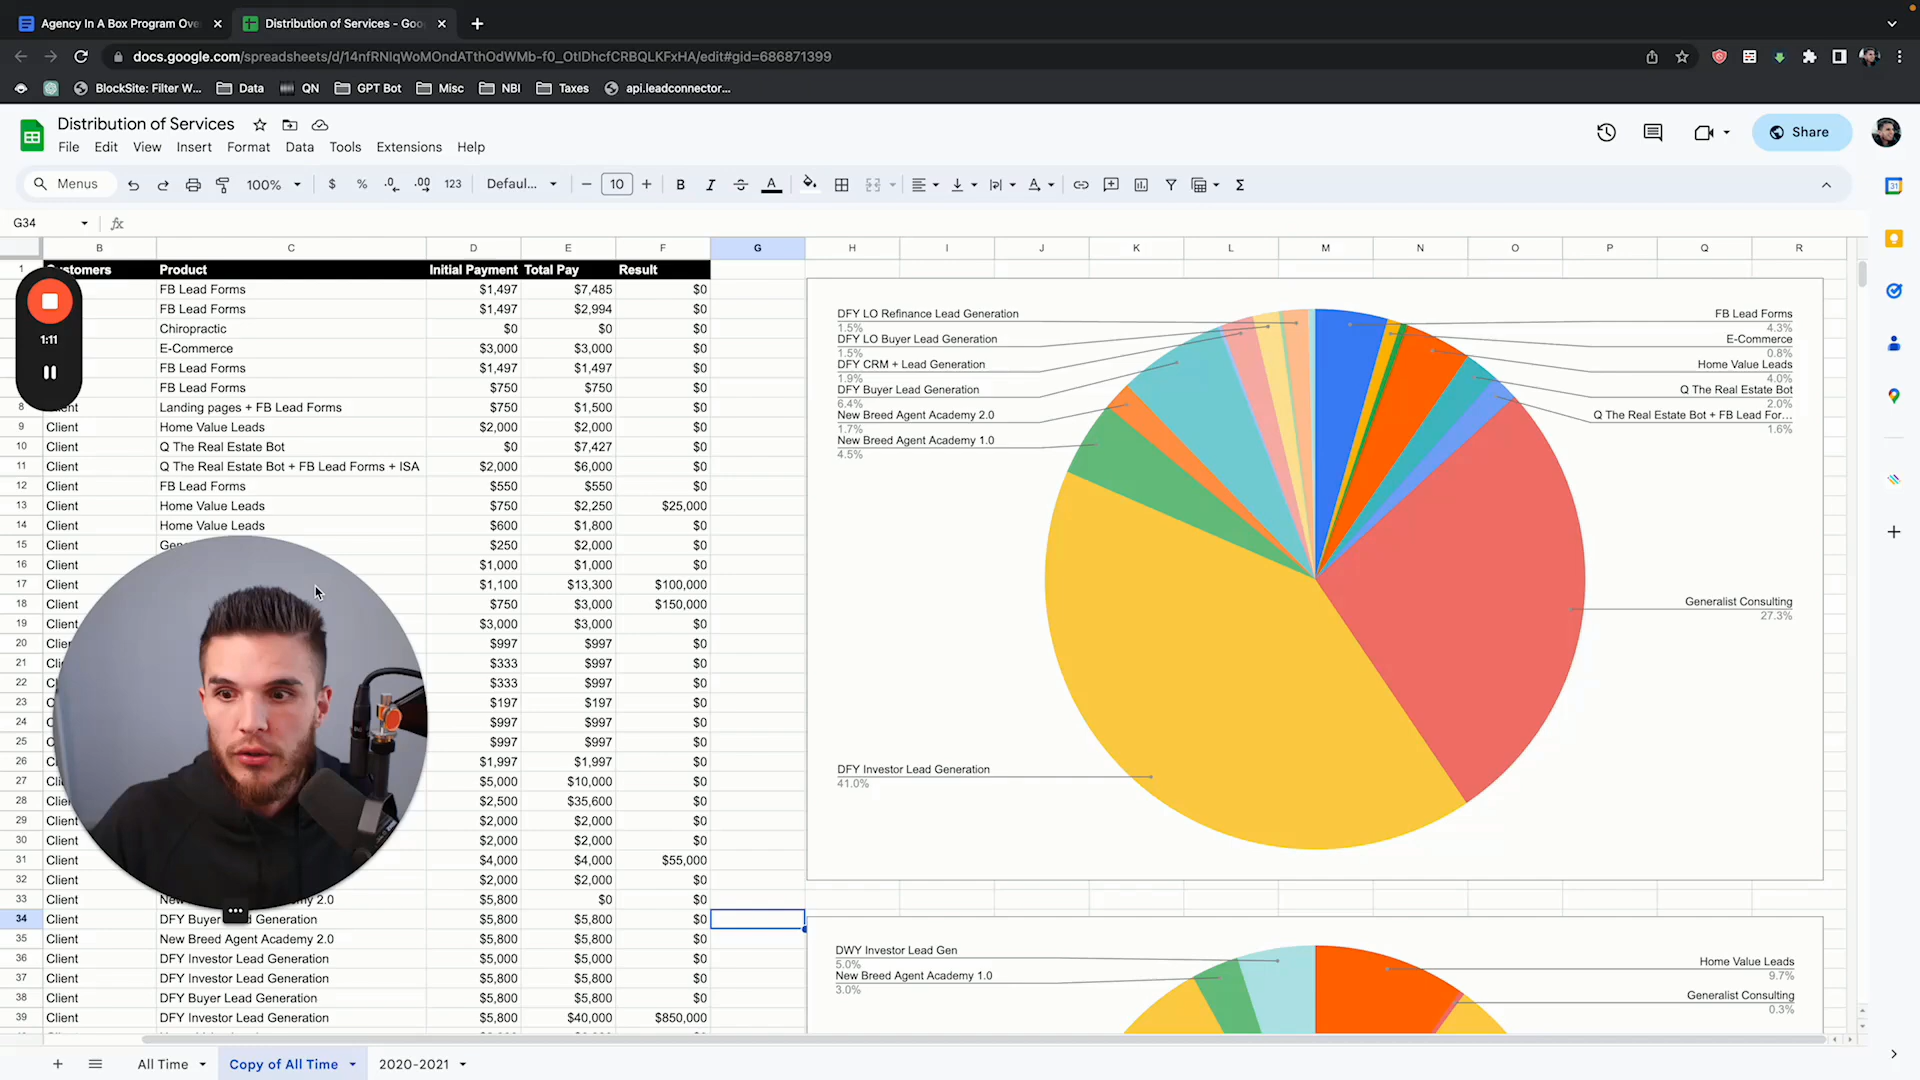 Agency In A Box Program Ove
Distribution of Services - Goo
docs.google.com/spreadsheets/d/14nfRNIqWoMOndATthOdWMb-f0_OtIDhcfCRBQLKFxHA/edit#gid=686871399
BlockSite: Filter W... Data QN GPT Bot Misc NBI Taxes api.leadconnector...
Distribution of Services
File Edit View Insert Format Data Tools Extensions Help
Share
Menus 100% $ % .0 .00 123 Defaul... 10 B I A
G34 fx
B C D E F G H I J K L M N O P Q R
1 Customers Product Initial Payment Total Pay Result
FB Lead Forms $1,497 $7,485 $0
FB Lead Forms $1,497 $2,994 $0
Chiropractic $0 $0 $0
E-Commerce $3,000 $3,000 $0
FB Lead Forms $1,497 $1,497 $0
FB Lead Forms $750 $750 $0
8 Landing pages + FB Lead Forms $750 $1,500 $0
9 Client Home Value Leads $2,000 $2,000 $0
10 Client Q The Real Estate Bot $0 $7,427 $0
11 Client Q The Real Estate Bot + FB Lead Forms + ISA $2,000 $6,000 $0
12 Client FB Lead Forms $550 $550 $0
13 Client Home Value Leads $750 $2,250 $25,000
14 Client Home Value Leads $600 $1,800 $0
15 Client $250 $2,000 $0
16 Client $1,000 $1,000 $0
17 Client $1,100 $13,300 $100,000
18 Client $750 $3,000 $150,000
19 Client $3,000 $3,000 $0
20 Clie $997 $997 $0
21 Cli $333 $997 $0
22 Cl $333 $997 $0
23 C $197 $197 $0
24 $997 $997 $0
25 C $997 $997 $0
26 Cl $1,997 $1,997 $0
27 Cli $5,000 $10,000 $0
28 Clie $2,500 $35,600 $0
29 Client $2,000 $2,000 $0
30 Client $2,000 $2,000 $0
31 Client $4,000 $4,000 $55,000
32 Client $2,000 $2,000 $0
33 Client New my 2.0 $5,800 $0 $0
34 Client DFY Buyer d Generation $5,800 $5,800 $0
35 Client New Breed Agent Academy 2.0 $5,800 $5,800 $0
36 Client DFY Investor Lead Generation $5,000 $5,000 $0
37 Client DFY Investor Lead Generation $5,800 $5,800 $0
38 Client DFY Buyer Lead Generation $5,800 $5,800 $0
39 Client DFY Investor Lead Generation $5,800 $40,000 $850,000
1:11
DFY LO Refinance Lead Generation
1.5%
DFY LO Buyer Lead Generation
1.5%
DFY CRM + Lead Generation
1.9%
DFY Buyer Lead Generation
6.4%
New Breed Agent Academy 2.0
1.7%
New Breed Agent Academy 1.0
4.5%
DFY Investor Lead Generation
41.0%
FB Lead Forms
4.3%
E-Commerce
0.8%
Home Value Leads
4.0%
Q The Real Estate Bot
2.0%
Q The Real Estate Bot + FB Lead For...
1.6%
Generalist Consulting
27.3%
DWY Investor Lead Gen
5.0%
New Breed Agent Academy 1.0
3.0%
Home Value Leads
9.7%
Generalist Consulting
0.3%
All Time Copy of All Time 2020-2021